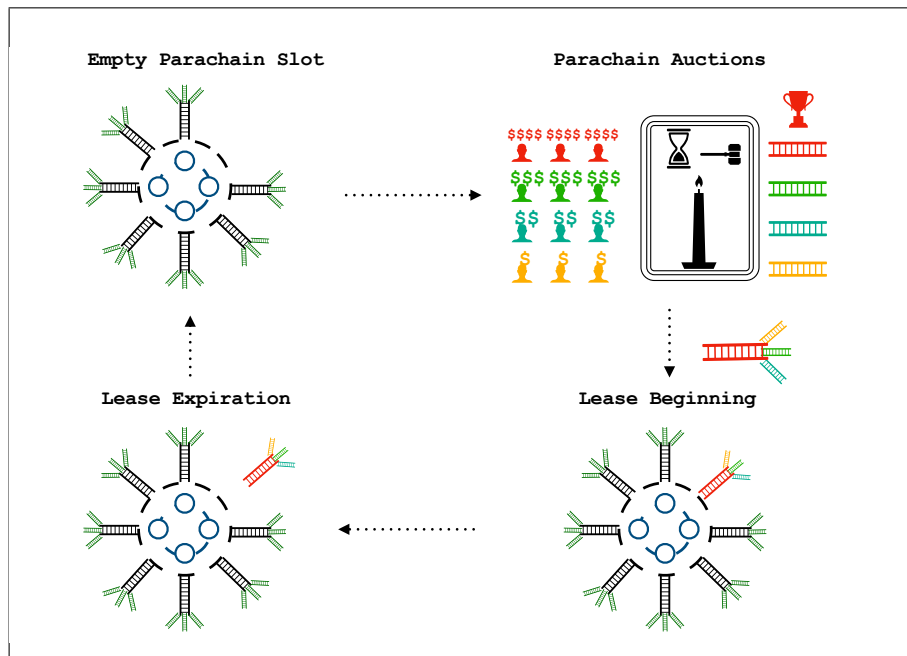 Empty Parachain Slot
Parachain Auctions
$$$$ $$$$ $$$$
$$$ $$$ $$$
$$ $$ $$
$ $ $
Lease Expiration
Lease Beginning